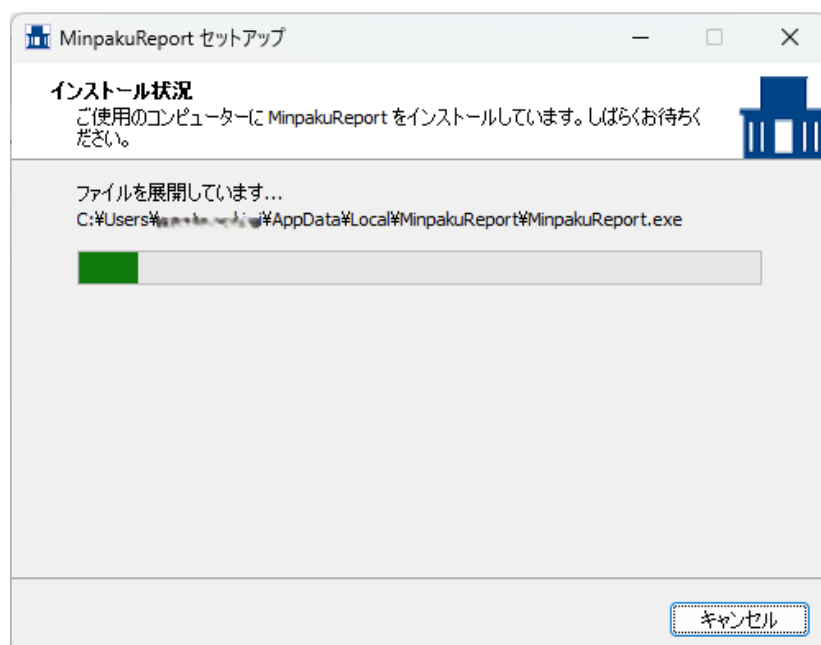 MinpakuReport セットアップ
インストール状況
ご使用のコンピューターに MinpakuReport をインストールしています。しばらくお待ちく
ださい。
ファイルを展開しています...
C:¥Users¥ ¥AppData¥Local¥MinpakuReport¥MinpakuReport.exe
キャンセル